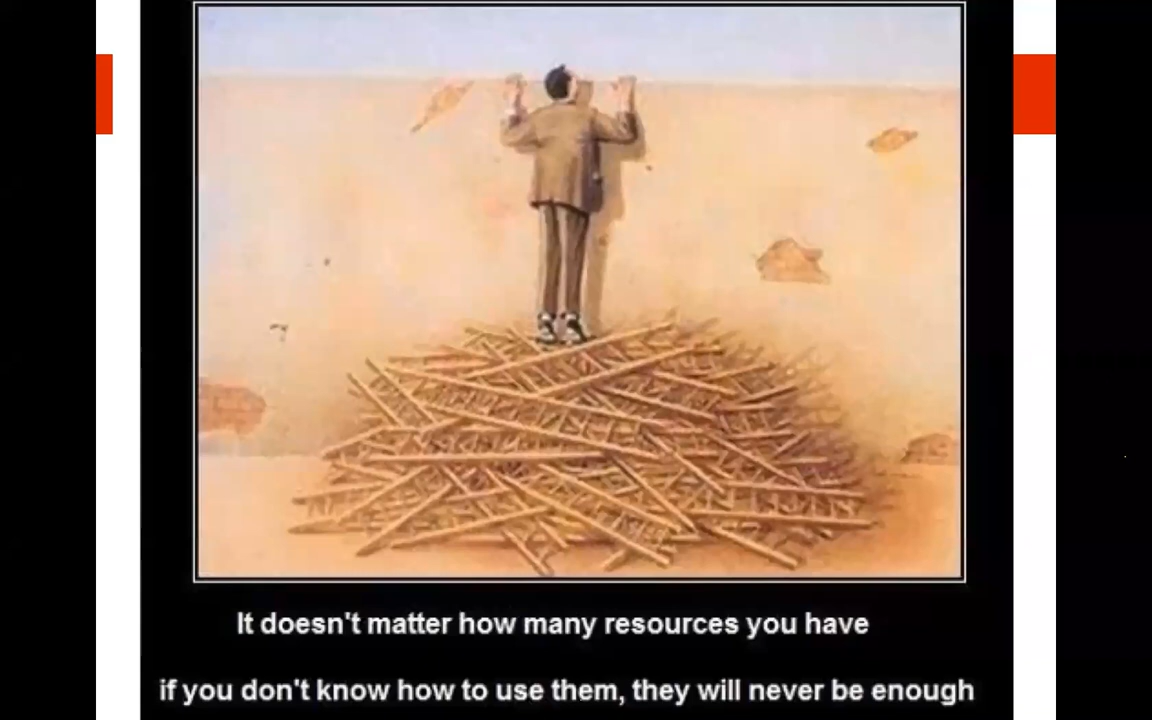 It doesn't matter how many resources you have
if you don't know how to use them, they will never be enough